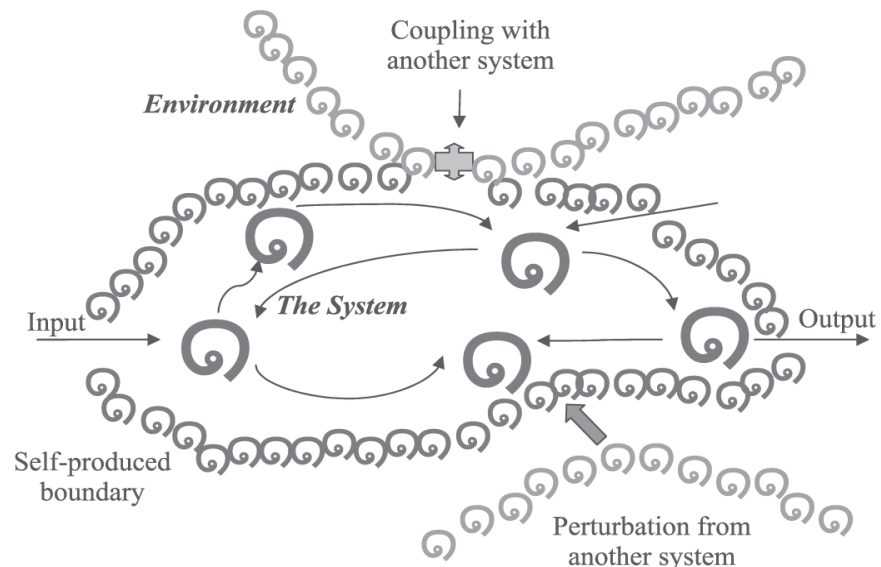 Coupling with
another system
Environment
The System
Input
Output
Self-produced
boundary
Perturbation from
another system